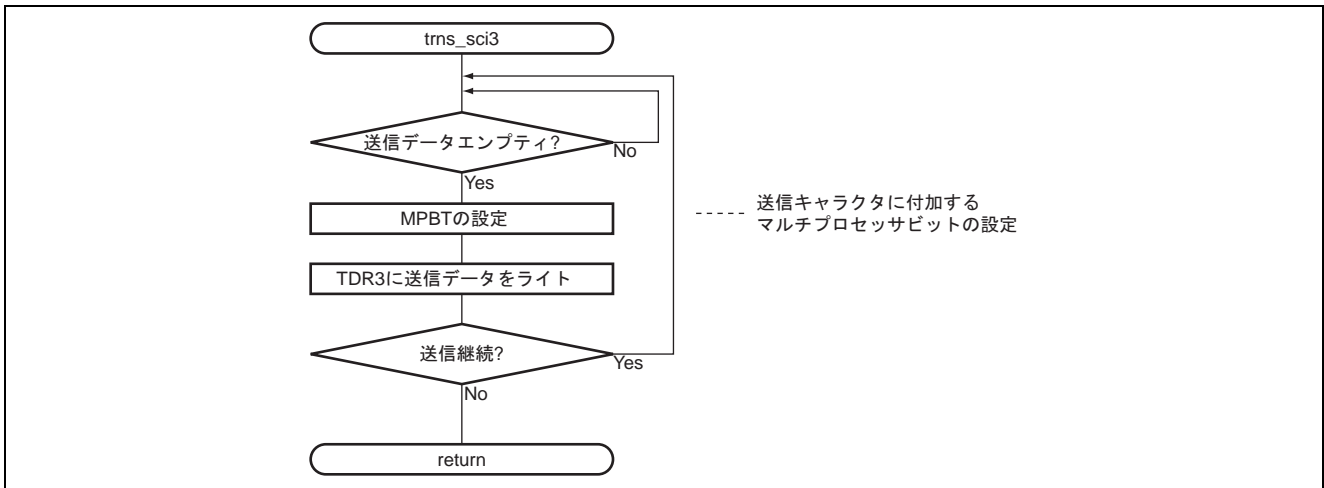 trns_sci3
送信データエンプティ?
No
Yes
MPBTの設定
送信キャラクタに付加する
マルチプロセッサビットの設定
TDR3に送信データをライト
送信継続?
Yes
No
return